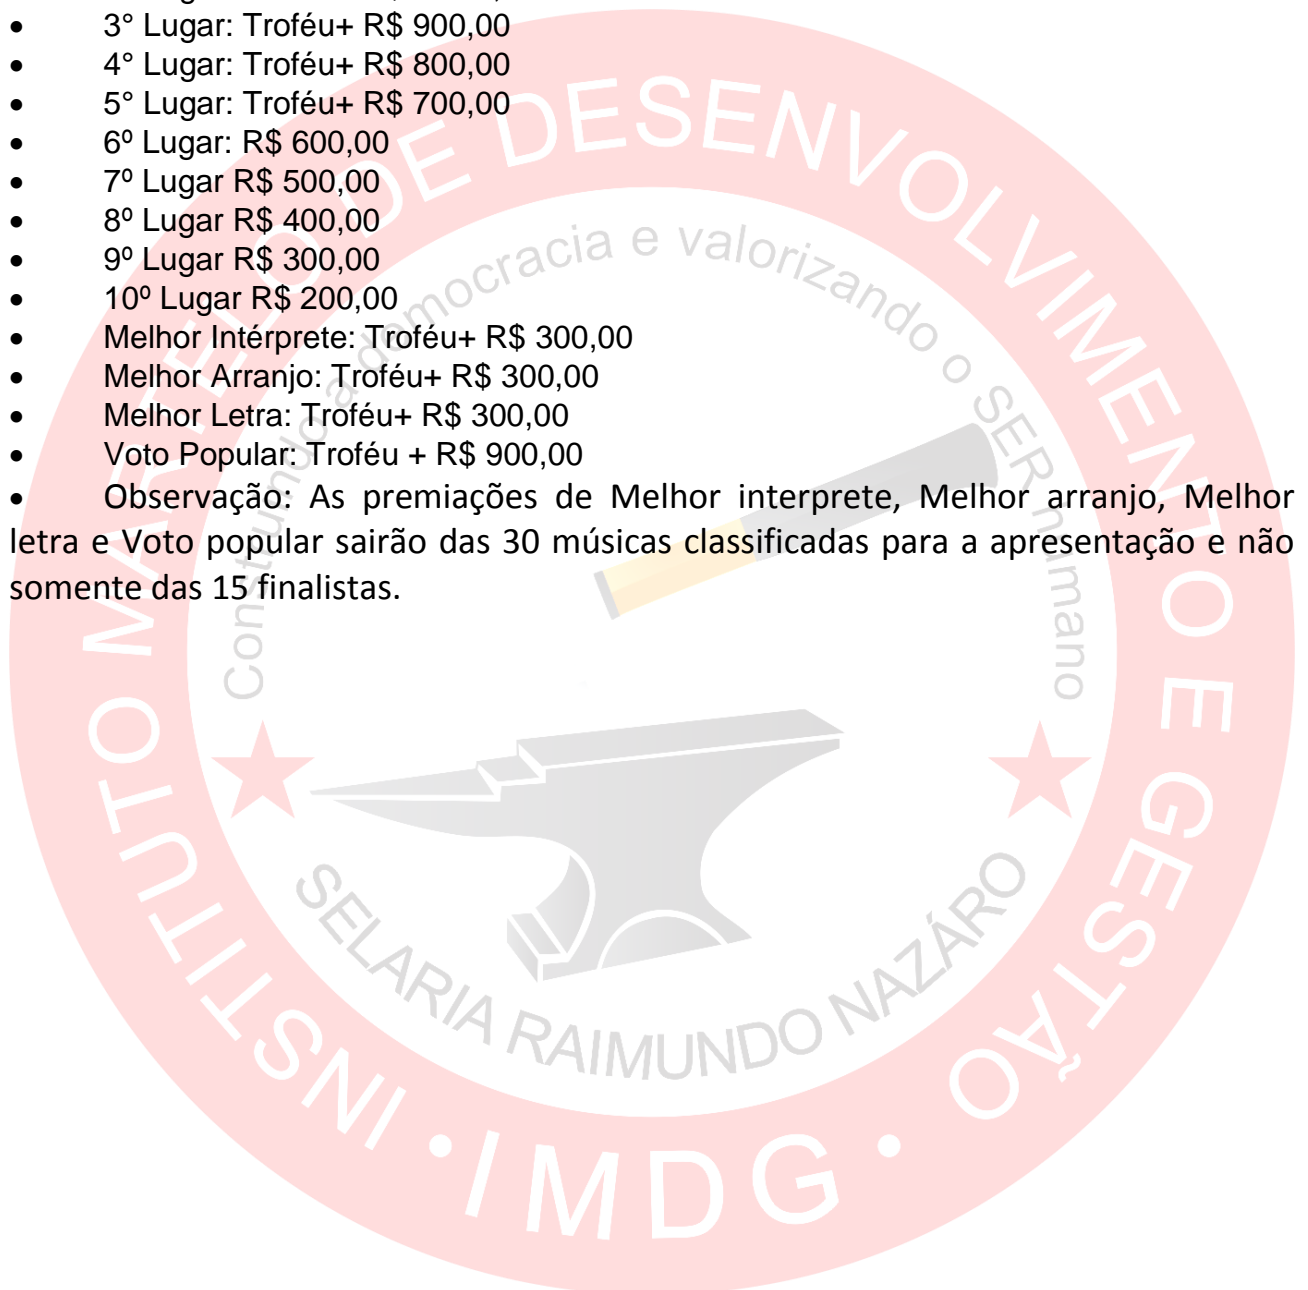 • 3° Lugar: Troféu+ R$ 900,00
• 4° Lugar: Troféu+ R$ 800,00
• 5° Lugar: Troféu+ R$ 700,00
• 6º Lugar: R$ 600,00
• 7º Lugar R$ 500,00
• 8º Lugar R$ 400,00
• 9º Lugar R$ 300,00
• 10º Lugar R$ 200,00
• Melhor Intérprete: Troféu+ R$ 300,00
• Melhor Arranjo: Troféu+ R$ 300,00
• Melhor Letra: Troféu+ R$ 300,00
• Voto Popular: Troféu + R$ 900,00
• Observação: As premiações de Melhor interprete, Melhor arranjo, Melhor
letra e Voto popular sairão das 30 músicas classificadas para a apresentação e não
somente das 15 finalistas.
INSTITUTO MARTELO DE DESENVOLVIMENTO E GESTÃO
Constundo a democracia e valorizando o SER humano
SELARIA RAIMUNDO NAZÁRO
• IMDG •